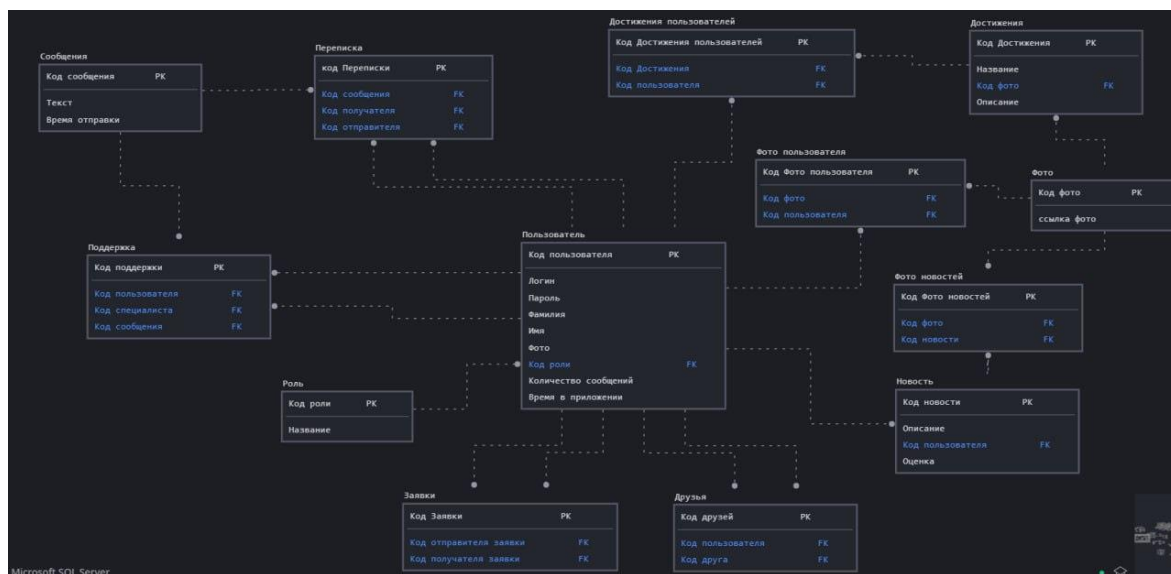 Сообщения
Код сообщения PK
Текст
Время отправки
Переписка
код Переписки PK
Код сообщения FK
Код получателя FK
Код отправителя FK
Достижения пользователей
Код Достижения пользователей PK
Код Достижения FK
Код пользователя FK
Достижения
Код Достижения PK
Название
Код фото FK
Описание
Фото пользователя
Код Фото пользователя PK
Код фото FK
Код пользователя FK
Фото
Код фото PK
ссылка фото
Поддержка
Код поддержки PK
Код пользователя FK
Код специалиста FK
Код сообщения FK
Пользователь
Код пользователя PK
Логин
Пароль
Фамилия
Имя
Фото
Код роли FK
Количество сообщений
Время в приложении
Фото новостей
Код Фото новостей PK
Код фото FK
Код новости FK
Роль
Код роли PK
Название
Новость
Код новости PK
Описание
Код пользователя FK
Оценка
Заявки
Код Заявки PK
Код отправителя заявки FK
Код получателя заявки FK
Друзья
Код друзей PK
Код пользователя FK
Код друга FK
Microsoft SQL Server